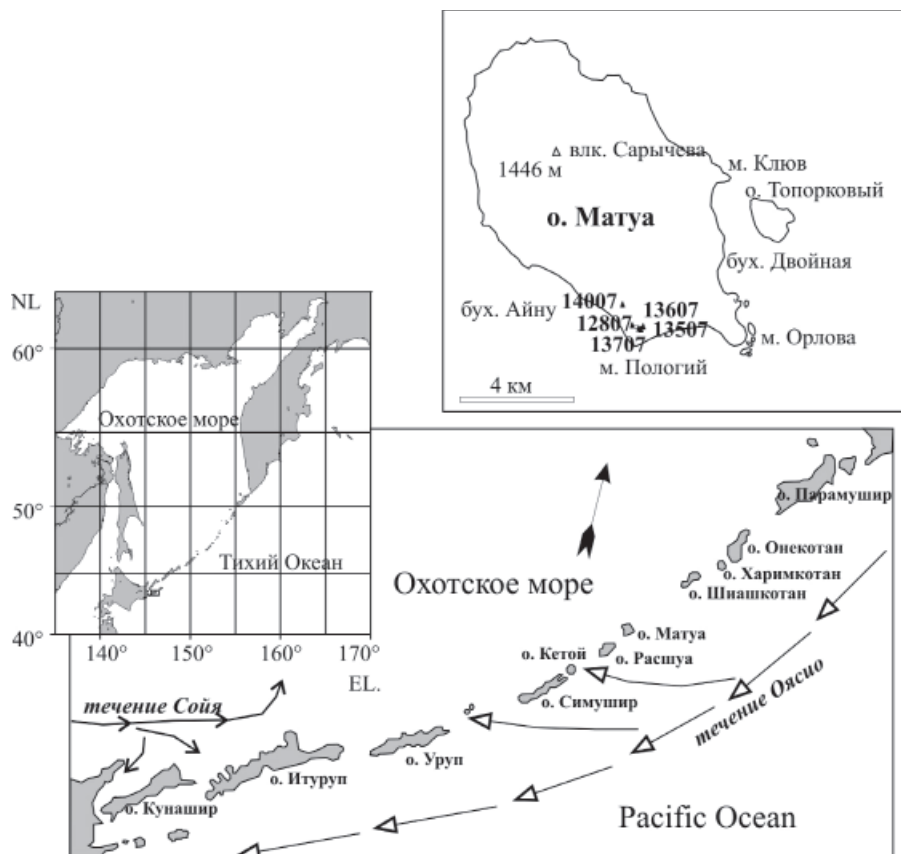 влк. Сарычева
1446 м
м. Клюв
о. Топорковый
о. Матуа
бух. Двойная
бух. Айну
14007
13607
12807
13507
13707
м. Орлова
м. Пологий
4 км
NL
60°
Охотское море
50°
Тихий Океан
40°
140°
150°
160°
170°
EL.
о. Парамушир
о. Онекотан
Охотское море
о. Харимкотан
о. Шиашкотан
о. Матуа
о. Кетой
о. Расшуа
о. Симушир
течение Сойя
течение Оясио
о. Уруп
о. Итуруп
о. Кунашир
Pacific Ocean